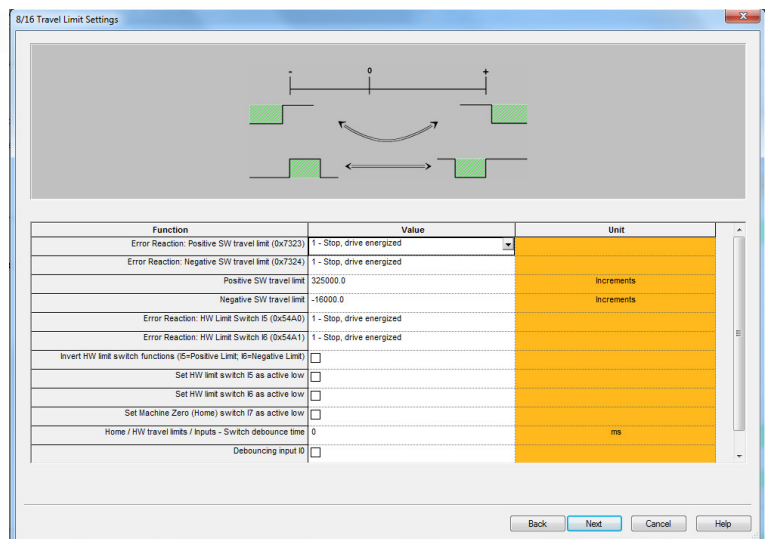 8/16 Travel Limit Settings
- 0 +
Function Value Unit
Error Reaction: Positive SW travel limit (0x7323) 1 - Stop, drive energized
Error Reaction: Negative SW travel limit (0x7324) 1 - Stop, drive energized
Positive SW travel limit 325000.0 Increments
Negative SW travel limit -16000.0 Increments
Error Reaction: HW Limit Switch I5 (0x54A0) 1 - Stop, drive energized
Error Reaction: HW Limit Switch I6 (0x54A1) 1 - Stop, drive energized
Invert HW limit switch functions (I5=Positive Limit; I6=Negative Limit)
Set HW limit switch I5 as active low
Set HW limit switch I6 as active low
Set Machine Zero (Home) switch I7 as active low
Home / HW travel limits / Inputs - Switch debounce time 0 ms
Debouncing input I0
Back Next Cancel Help